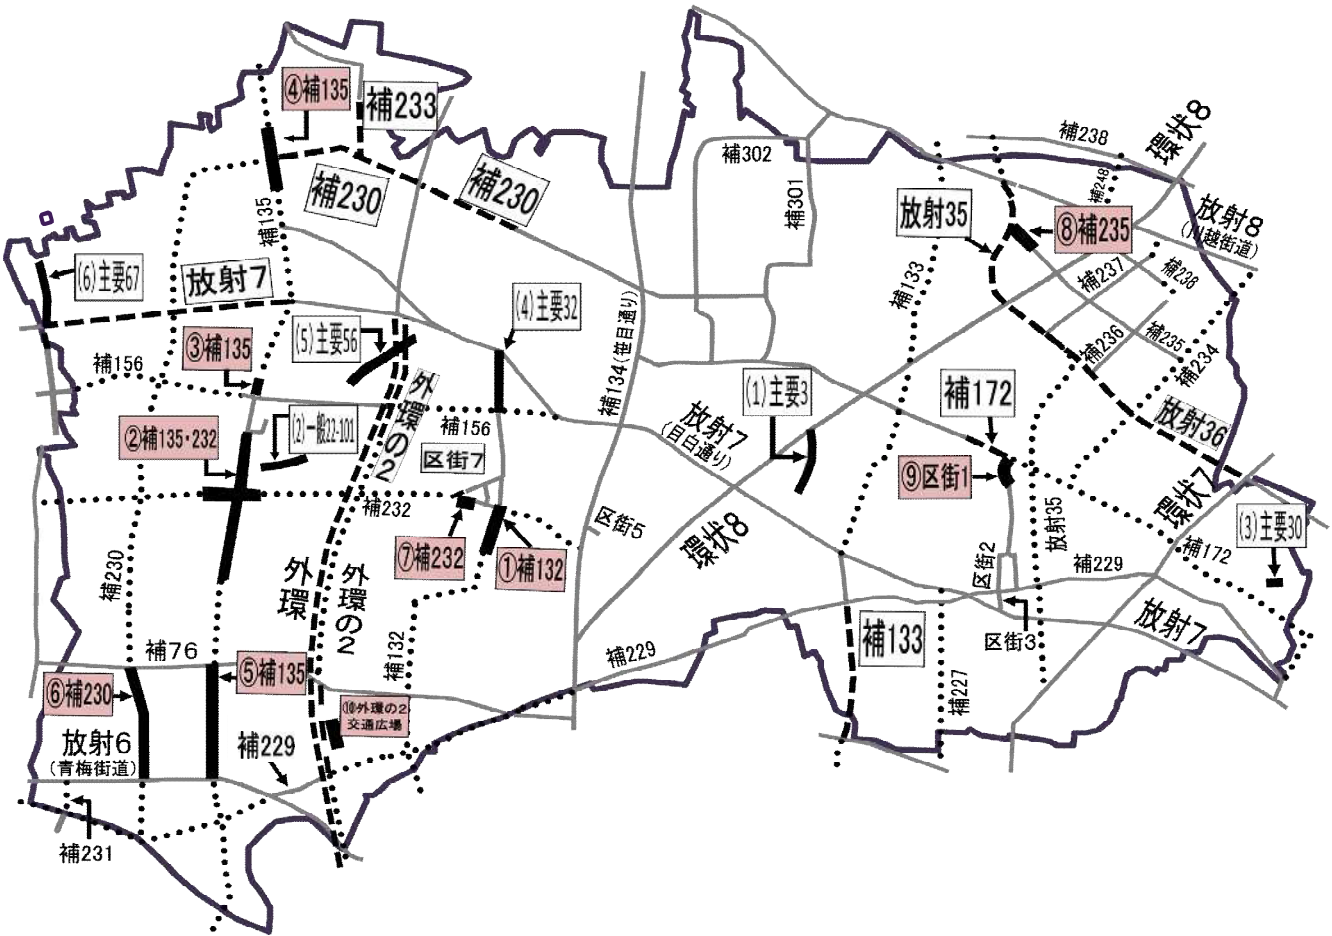 ④補135
補233
補238
環状8
補302
補248
補230
補230
補301
放射35
⑧補235
放射8
(川越街道)
補135
補133
補237
補238
(6)主要67
放射7
(4)主要32
③補135
(5)主要56
補134(笹目通り)
補236
補235
補234
補156
外環の2
(1)主要3
補172
放射7
(目白通り)
放射36
②補135・232
(2)一般22-101
補156
区街7
⑨区街1
環状7
補232
区街5
環状8
放射35
(3)主要30
⑦補232
①補132
補172
補230
外環
外環の2
区街2
補229
放射7
補76
補132
補133
区街3
補229
⑤補135
⑥補230
補227
⑩外環の2
交通広場
放射6
(青梅街道)
補229
補231